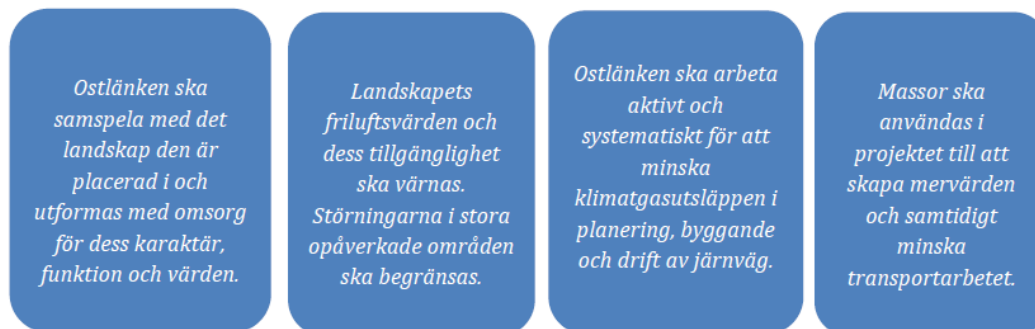 Ostlänken ska
samspela med det
landskap den är
placerad i och
utformas med omsorg
för dess karaktär,
funktion och värden.
Landskapets
friluftsvärden och
dess tillgänglighet
ska värnas.
Störningarna i stora
opåverkade områden
ska begränsas.
Ostlänken ska arbeta
aktivt och
systematiskt för att
minska
klimatgasutsläppen i
planering, byggande
och drift av järnväg.
Massor ska
användas i
projektet till att
skapa mervärden
och samtidigt
minska
transportarbetet.